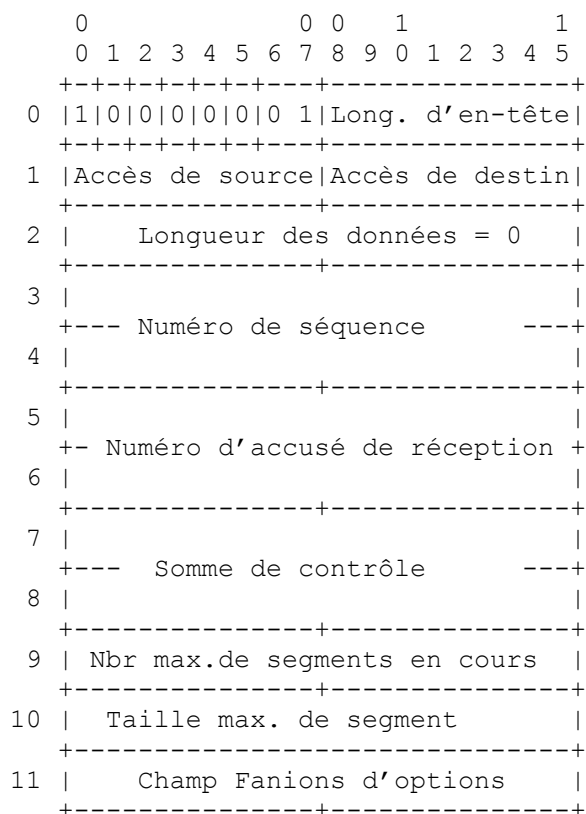 0 0 0 1 1
0 1 2 3 4 5 6 7 8 9 0 1 2 3 4 5
+-+-+-+-+-+-+---+---------------+
0 |1|0|0|0|0|0|0 1|Long. d’en-tête|
+-+-+-+-+-+-+---+---------------+
1 |Accès de source|Accès de destin|
+---------------+---------------+
2 | Longueur des données = 0 |
+---------------+---------------+
3 | |
+--- Numéro de séquence ---+
4 | |
+---------------+---------------+
5 | |
+- Numéro d’accusé de réception +
6 | |
+---------------+---------------+
7 | |
+--- Somme de contrôle ---+
8 | |
+---------------+---------------+
9 | Nbr max.de segments en cours |
+---------------+---------------+
10 | Taille max. de segment |
+-------------------------------+
11 | Champ Fanions d’options |
+---------------+---------------+